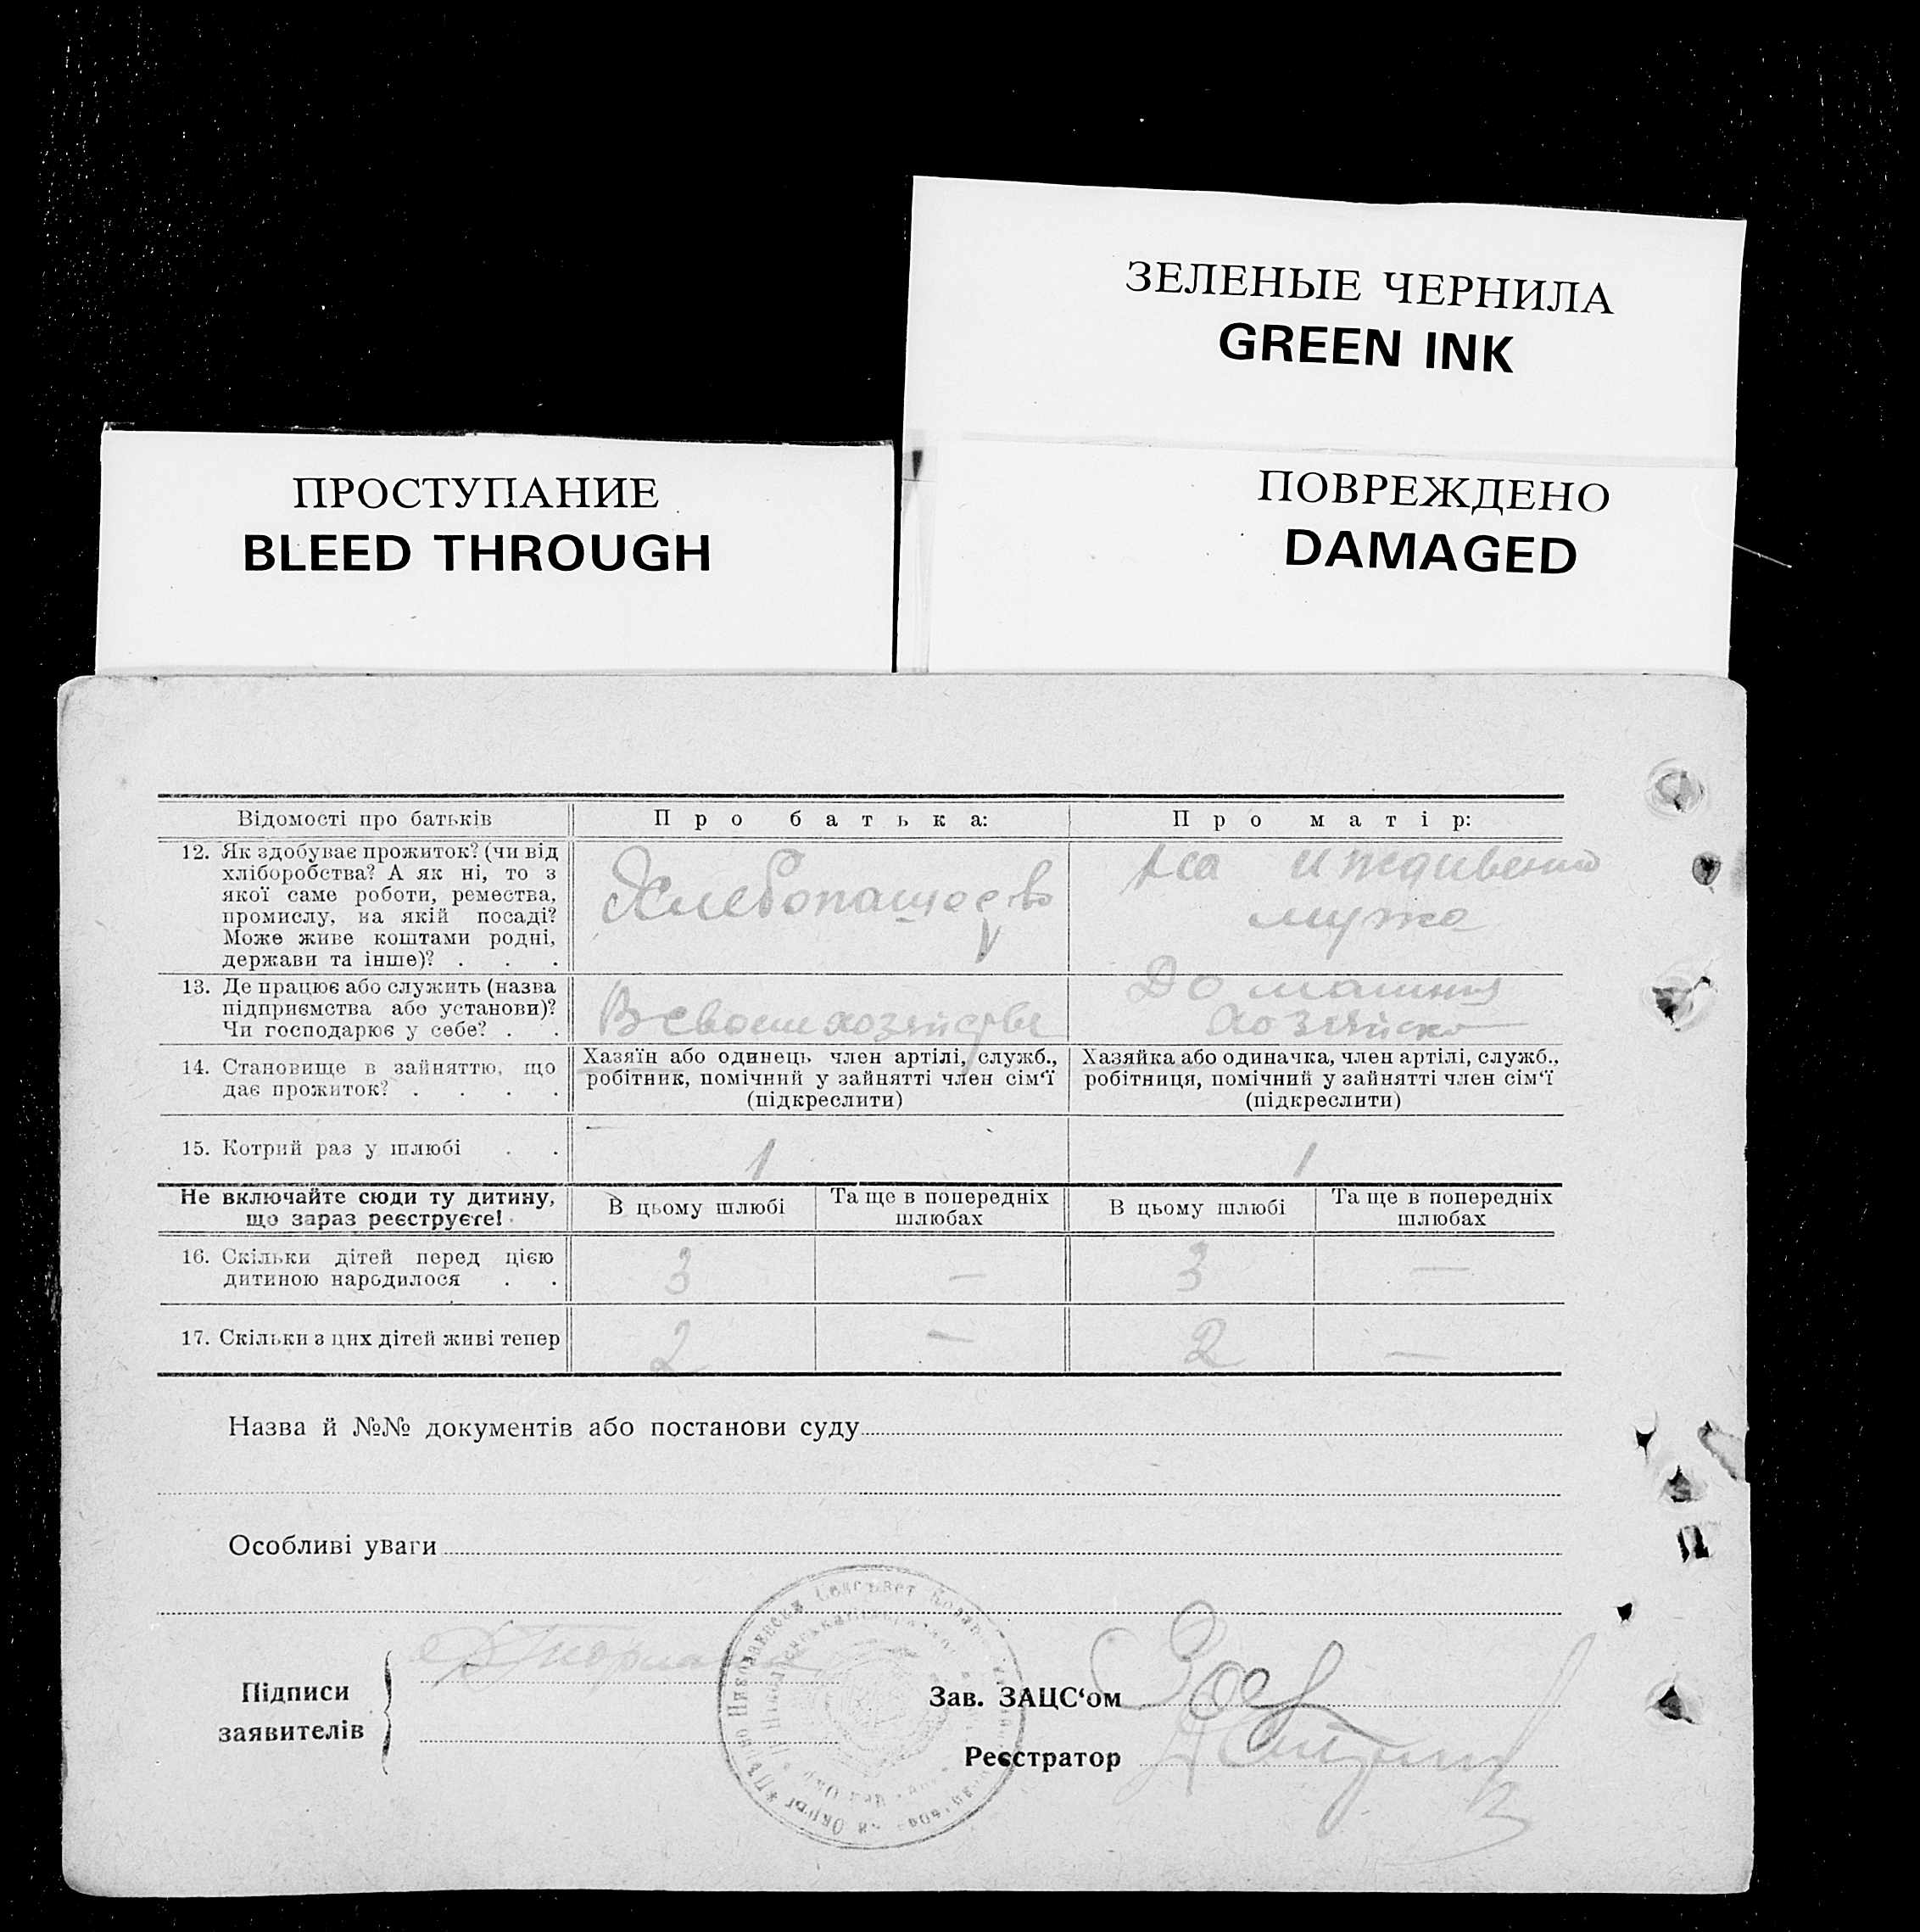 ЗЕЛЕНЫЕ ЧЕРНИЛА
GREEN INK
ПРОСТУПАНИЕ
BLEED THROUGH
ПОВРЕЖДЕНО
DAMAGED
Відомості про батьків
Про батька:
Про матір:
12. Як здобуває прожиток? (чи від
хліборобства? А як ні, то з
якої саме роботи, ремества,
промислу, на якій посаді?
Може живе коштами родні,
держави та інше)? . . .
Хлебопашество
На иждивении
мужа
13. Де працює або служить (назва
підприємства або установи)?
Чи господарює у себе? . .
В своем хозяйстве
Домашняя
хозяйка
14. Становище в зайняттю, що
дає прожиток? . . . .
Хазяїн або одинець член артілі, служб.,
робітник, помічний у зайнятті член сім‘ї
(підкреслити)
Хазяйка або одиначка, член артілі, служб.,
робітниця, помічний у зайнятті член сім‘ї
(підкреслити)
15. Котрий раз у шлюбі . .
1
1
Не включайте сюди ту дитину,
що зараз реєструєте!
В цьому шлюбі
Та ще в попередніх
шлюбах
В цьому шлюбі
Та ще в попередніх
шлюбах
16. Скільки дітей перед цією
дитиною народилося . .
3
—
3
—
17. Скільки з цих дітей живі тепер
2
—
2
—
Назва й №№ документів або постанови суду
Особливі уваги
Підписи
заявителів
Зав. ЗАЦС‘ом
Реєстратор